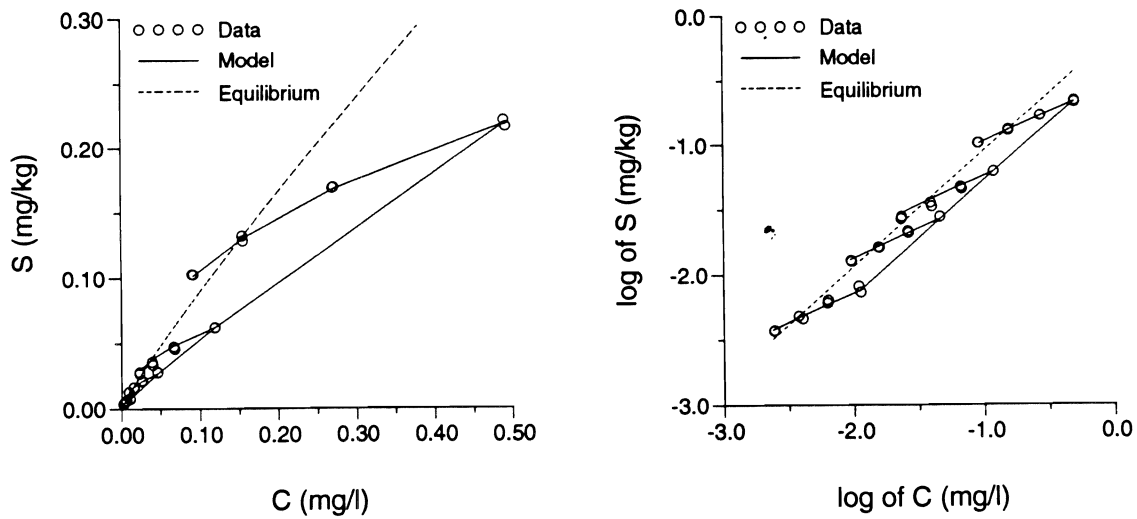 0.30
0.20
0.10
0.00
Data
Model
Equilibrium
S (mg/kg)
0.00 0.10 0.20 0.30 0.40 0.50
C (mg/l)
0.0
-1.0
-2.0
-3.0
Data
Model
Equilibrium
log of S (mg/kg)
-3.0 -2.0 -1.0 0.0
log of C (mg/l)